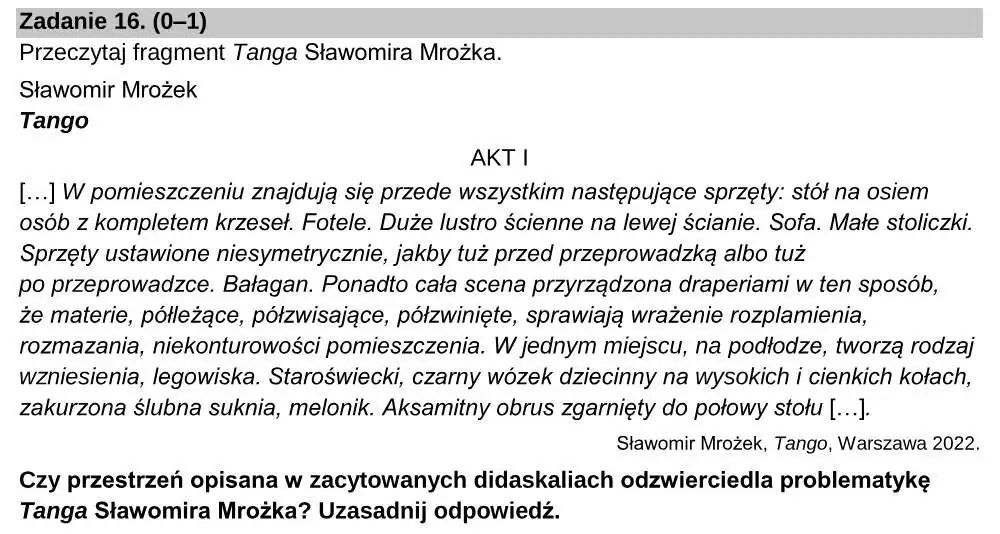 Zadanie 16. (0–1)
Przeczytaj fragment Tanga Sławomira Mrożka.
Sławomir Mrożek
Tango
AKT I
[…] W pomieszczeniu znajdują się przede wszystkim następujące sprzęty: stół na osiem
osób z kompletem krzeseł. Fotele. Duże lustro ścienne na lewej ścianie. Sofa. Małe stoliczki.
Sprzęty ustawione niesymetrycznie, jakby tuż przed przeprowadzką albo tuż
po przeprowadzce. Bałagan. Ponadto cała scena przyrządzona draperiami w ten sposób,
że materie, półleżące, półzwisające, półzwinięte, sprawiają wrażenie rozplamienia,
rozmazania, niekonturowości pomieszczenia. W jednym miejscu, na podłodze, tworzą rodzaj
wzniesienia, legowiska. Staroświecki, czarny wózek dziecinny na wysokich i cienkich kołach,
zakurzona ślubna suknia, melonik. Aksamitny obrus zgarnięty do połowy stołu […].
Sławomir Mrożek, Tango, Warszawa 2022.
Czy przestrzeń opisana w zacytowanych didaskaliach odzwierciedla problematykę
Tanga Sławomira Mrożka? Uzasadnij odpowiedź.